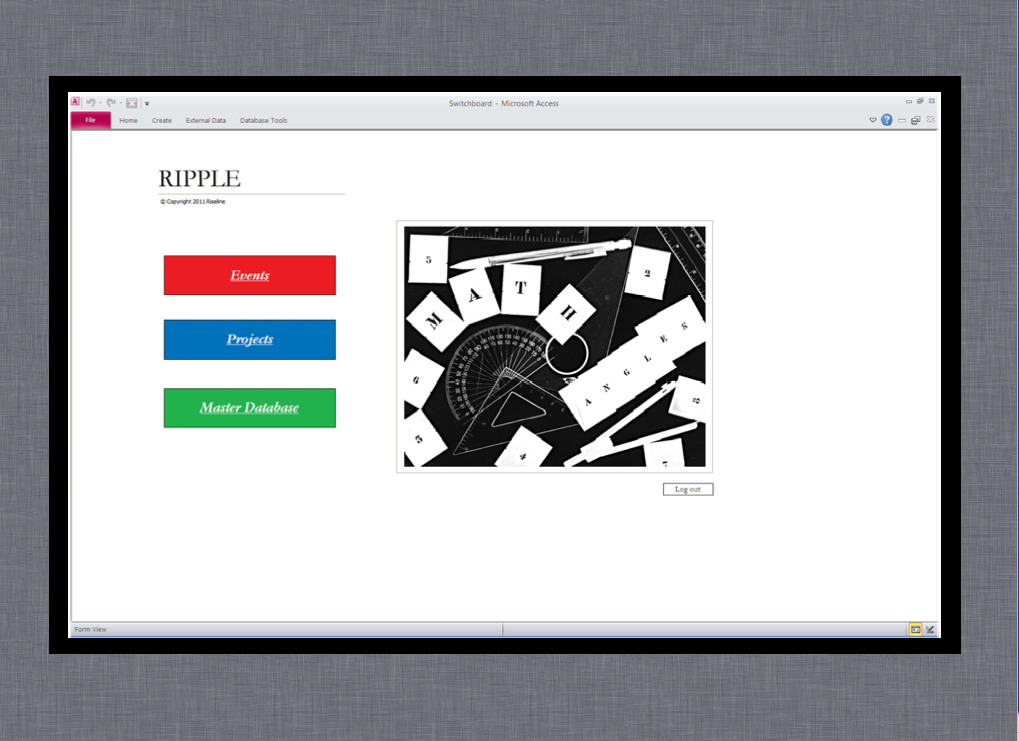 Switchboard - Microsoft Access
File Home Create External Data Database Tools
RIPPLE
© Copyright 2011 Riseline
Events
Projects
Master Database
5
2
M A T H
A N G L E S
6
8
3
4
7
Log out
Form View